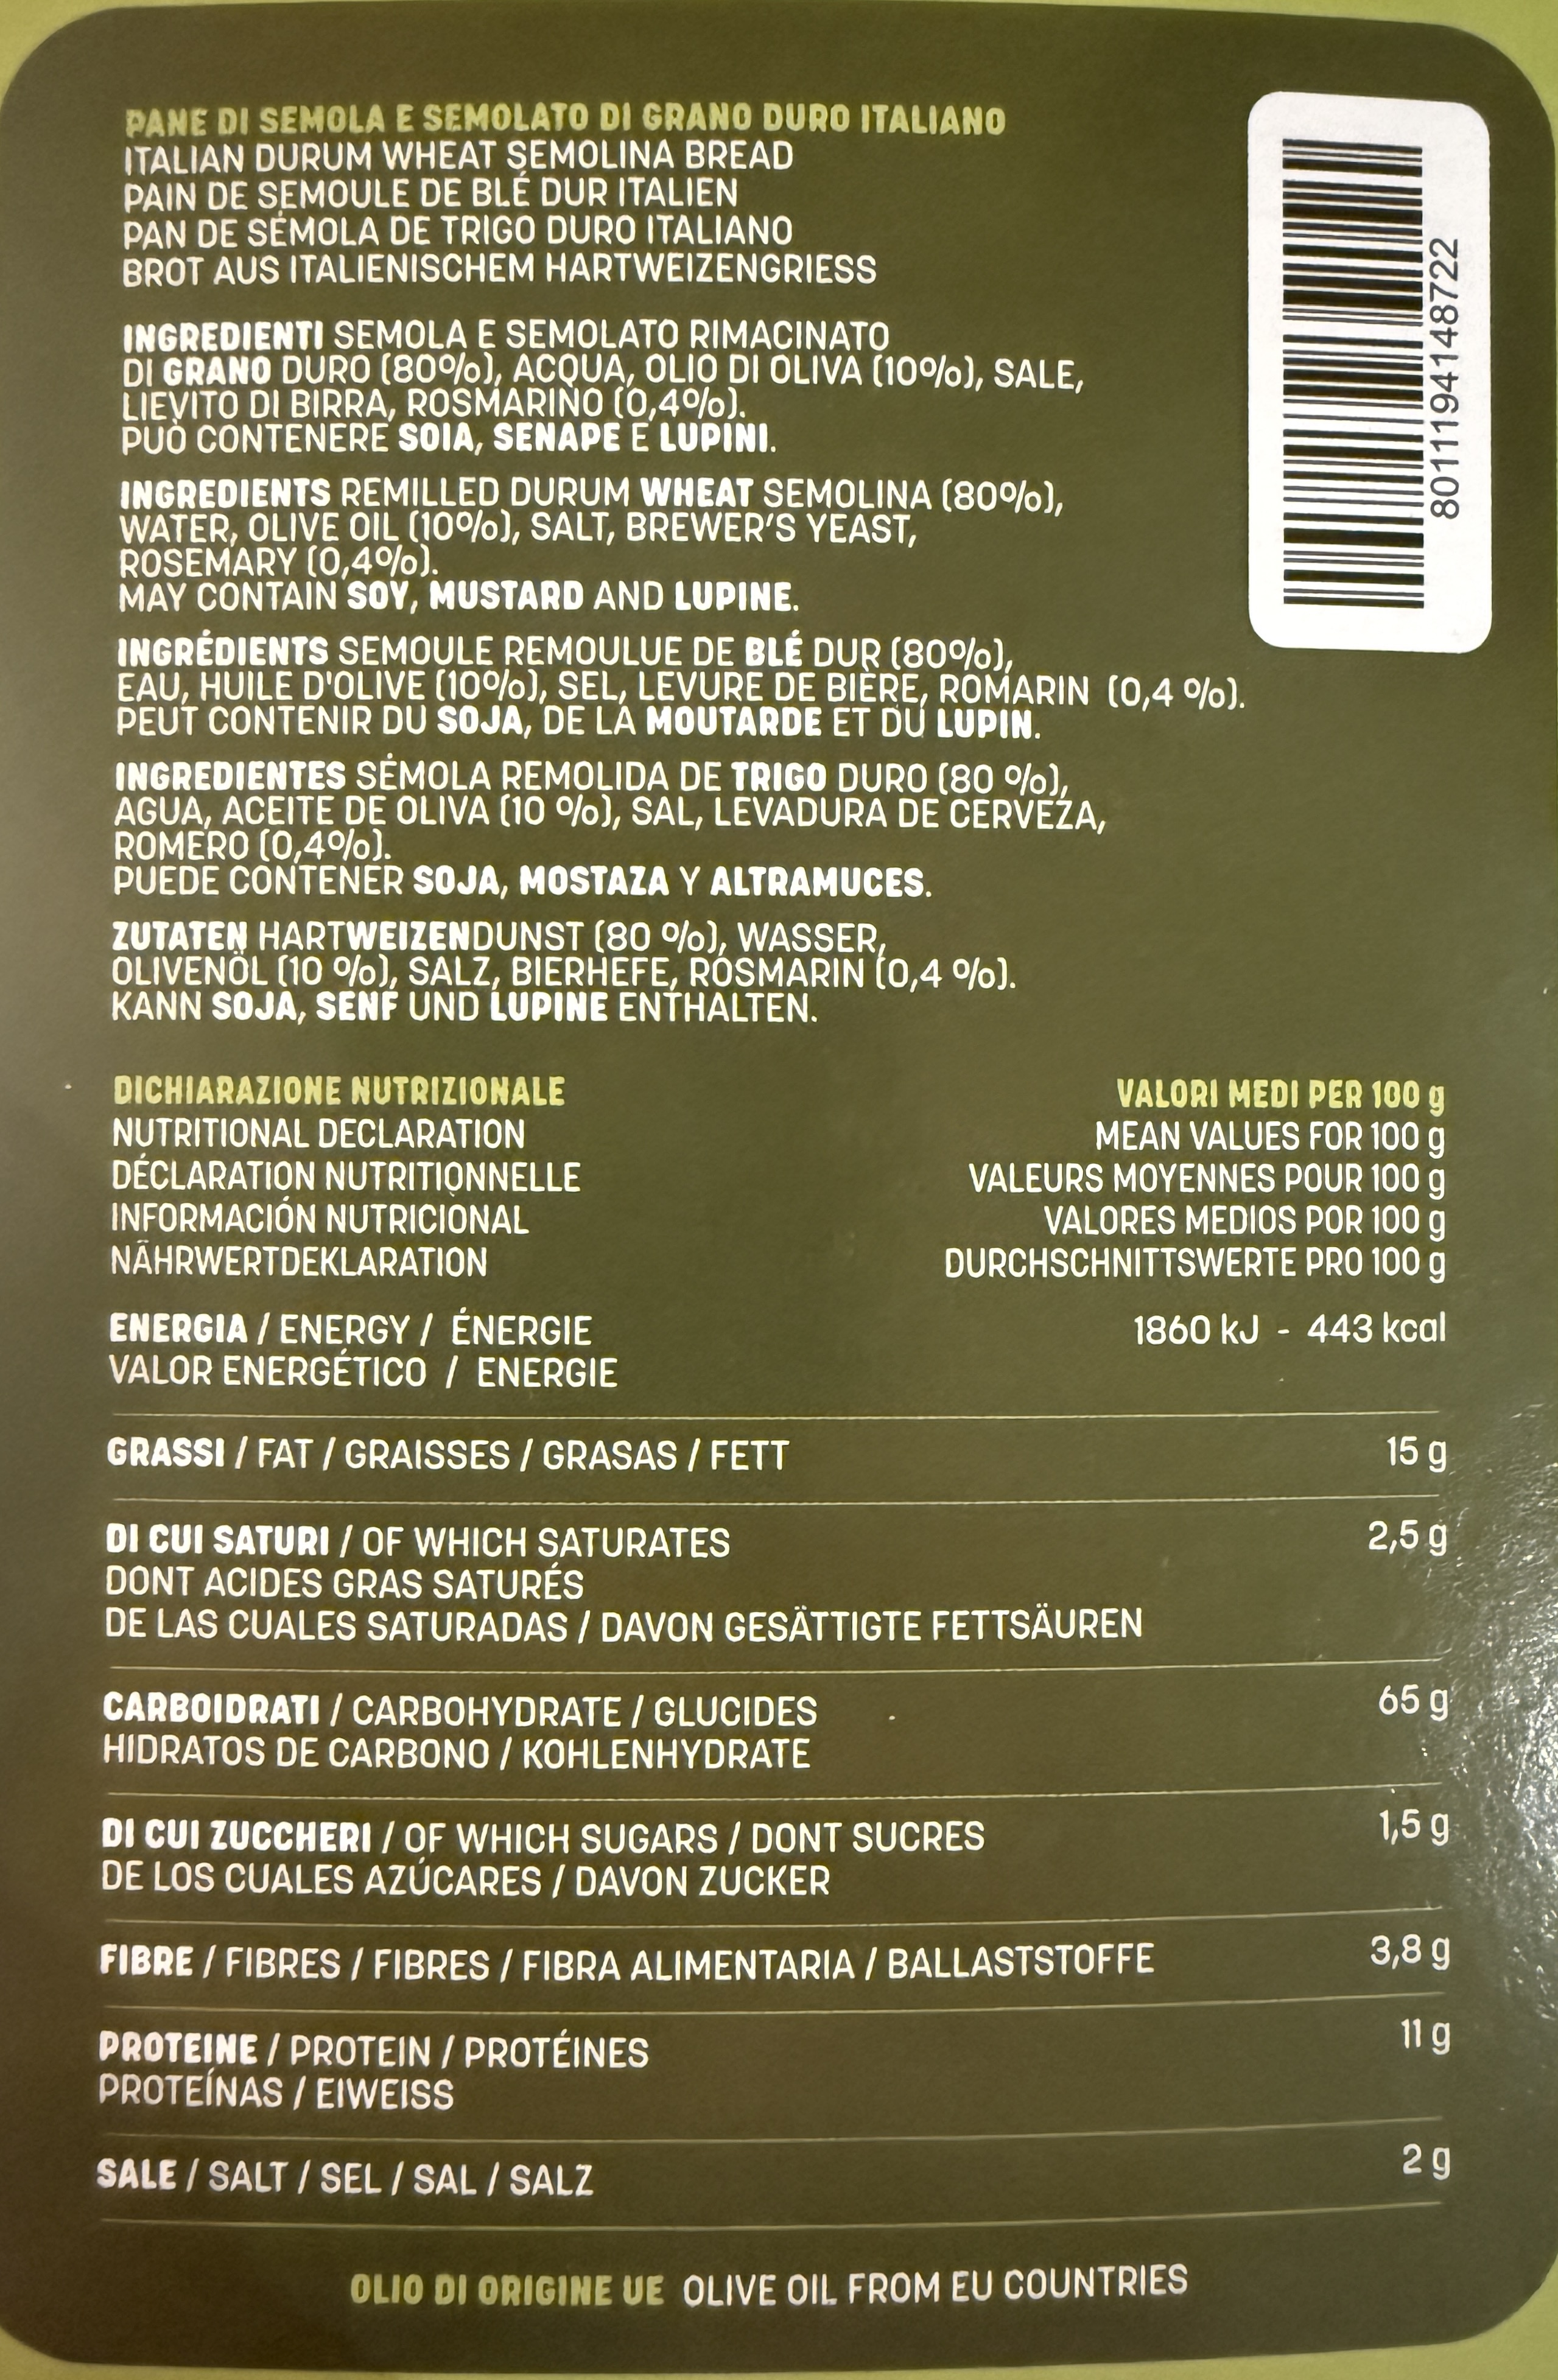 PANE DI SEMOLA E SEMOLATO DI GRANO DURO ITALIANO
ITALIAN DURUM WHEAT SEMOLINA BREAD
PAIN DE SEMOULE DE BLÉ DUR ITALIEN
PAN DE SÉMOLA DE TRIGO DURO ITALIANO
BROT AUS ITALIENISCHEM HARTWEIZENGRIESS
8011194148722
INGREDIENTI SEMOLA E SEMOLATO RIMACINATO
DI GRANO DURO (80%), ACQUA, OLIO DI OLIVA (10%), SALE,
LIEVITO DI BIRRA, ROSMARINO (0,4%).
PUÒ CONTENERE SOIA, SENAPE E LUPINI.
INGREDIENTS REMILLED DURUM WHEAT SEMOLINA (80%),
WATER, OLIVE OIL (10%), SALT, BREWER'S YEAST,
ROSEMARY (0,4%).
MAY CONTAIN SOY, MUSTARD AND LUPINE.
INGRÉDIENTS SEMOULE REMOULUE DE BLÉ DUR (80%),
EAU, HUILE D'OLIVE (10%), SEL, LEVURE DE BIÈRE, ROMARIN (0,4 %).
PEUT CONTENIR DU SOJA, DE LA MOUTARDE ET DU LUPIN.
INGREDIENTES SÉMOLA REMOLIDA DE TRIGO DURO (80 %),
AGUA, ACEITE DE OLIVA (10 %), SAL, LEVADURA DE CERVEZA,
ROMERO (0,4%).
PUEDE CONTENER SOJA, MOSTAZA Y ALTRAMUCES.
ZUTATEN HARTWEIZENDUNST (80 %), WASSER,
OLIVENÖL (10 %), SALZ, BIERHEFE, ROSMARIN (0,4 %).
KANN SOJA, SENF UND LUPINE ENTHALTEN.
DICHIARAZIONE NUTRIZIONALE VALORI MEDI PER 100 g
NUTRITIONAL DECLARATION MEAN VALUES FOR 100 g
DÉCLARATION NUTRITIONNELLE VALEURS MOYENNES POUR 100 g
INFORMACIÓN NUTRICIONAL VALORES MEDIOS POR 100 g
NÄHRWERTDEKLARATION DURCHSCHNITTSWERTE PRO 100 g
ENERGIA / ENERGY / ÉNERGIE 1860 kJ - 443 kcal
VALOR ENERGÉTICO / ENERGIE
GRASSI / FAT / GRAISSES / GRASAS / FETT 15 g
DI CUI SATURI / OF WHICH SATURATES 2,5 g
DONT ACIDES GRAS SATURÉS
DE LAS CUALES SATURADAS / DAVON GESÄTTIGTE FETTSÄUREN
CARBOIDRATI / CARBOHYDRATE / GLUCIDES 65 g
HIDRATOS DE CARBONO / KOHLENHYDRATE
DI CUI ZUCCHERI / OF WHICH SUGARS / DONT SUCRES 1,5 g
DE LOS CUALES AZÚCARES / DAVON ZUCKER
FIBRE / FIBRES / FIBRES / FIBRA ALIMENTARIA / BALLASTSTOFFE 3,8 g
PROTEINE / PROTEIN / PROTÉINES 11 g
PROTEÍNAS / EIWEISS
SALE / SALT / SEL / SAL / SALZ 2 g
OLIO DI ORIGINE UE OLIVE OIL FROM EU COUNTRIES